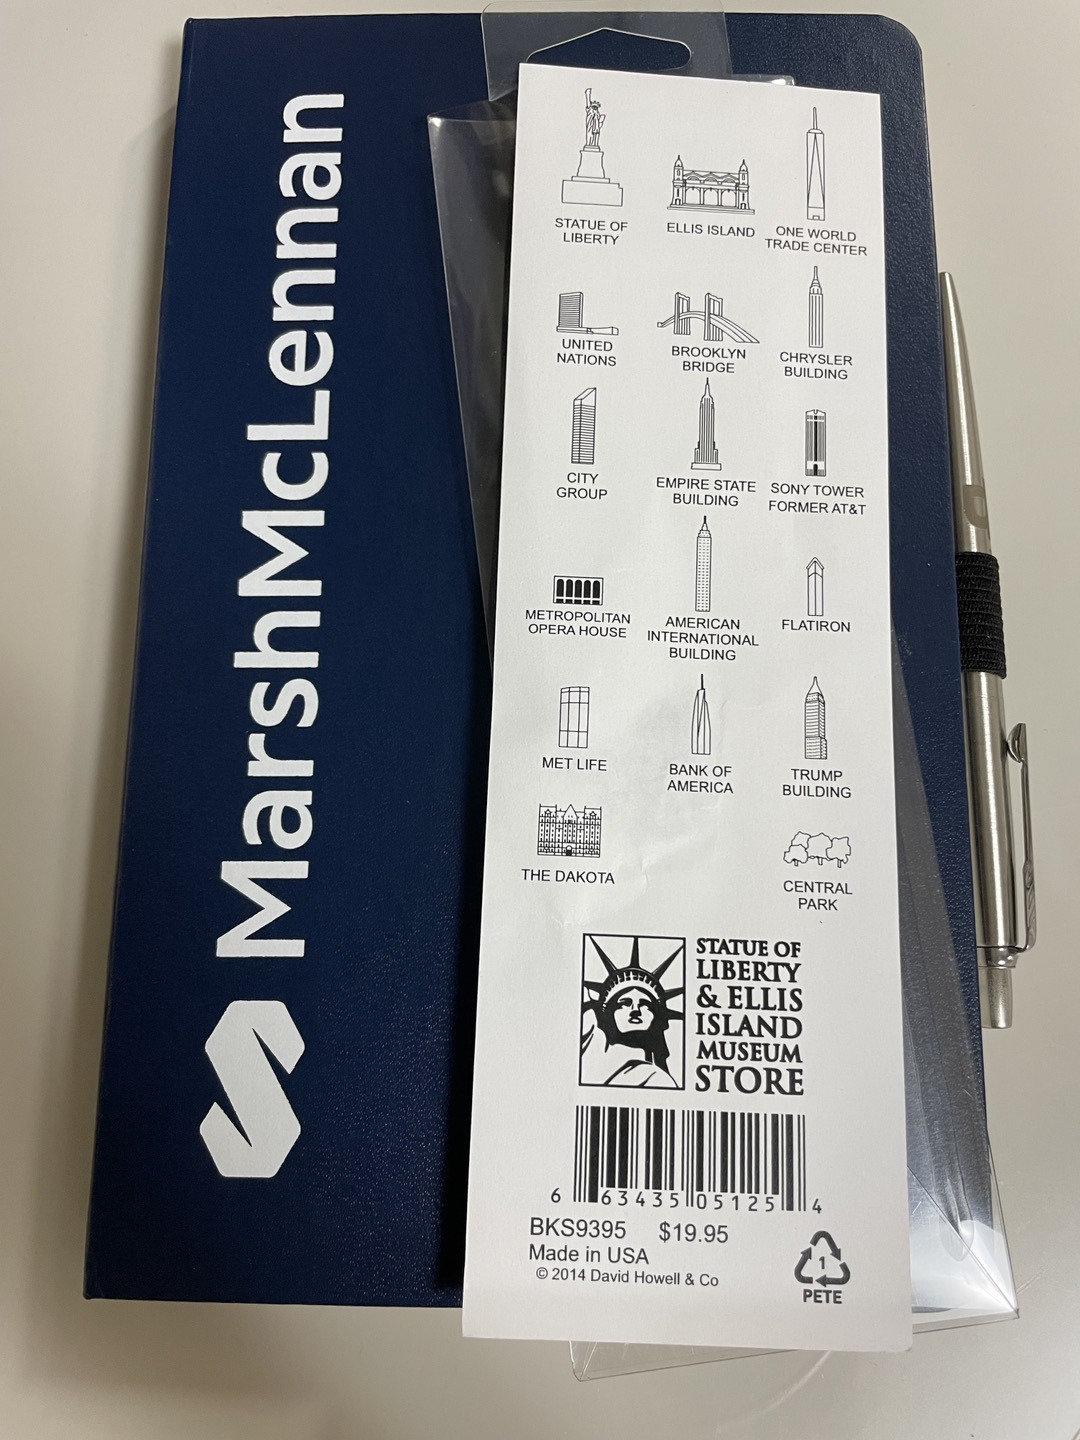 MarshMcLennan
STATUE OF
LIBERTY
ELLIS ISLAND
ONE WORLD
TRADE CENTER
UNITED
NATIONS
BROOKLYN
BRIDGE
CHRYSLER
BUILDING
CITY
GROUP
EMPIRE STATE
BUILDING
SONY TOWER
FORMER AT&T
METROPOLITAN
OPERA HOUSE
AMERICAN
INTERNATIONAL
BUILDING
FLATIRON
MET LIFE
BANK OF
AMERICA
TRUMP
BUILDING
THE DAKOTA
CENTRAL
PARK
STATUE OF
LIBERTY
& ELLIS
ISLAND
MUSEUM
STORE
6 63435 05125 4
BKS9395 $19.95
Made in USA
© 2014 David Howell & Co
1
PETE